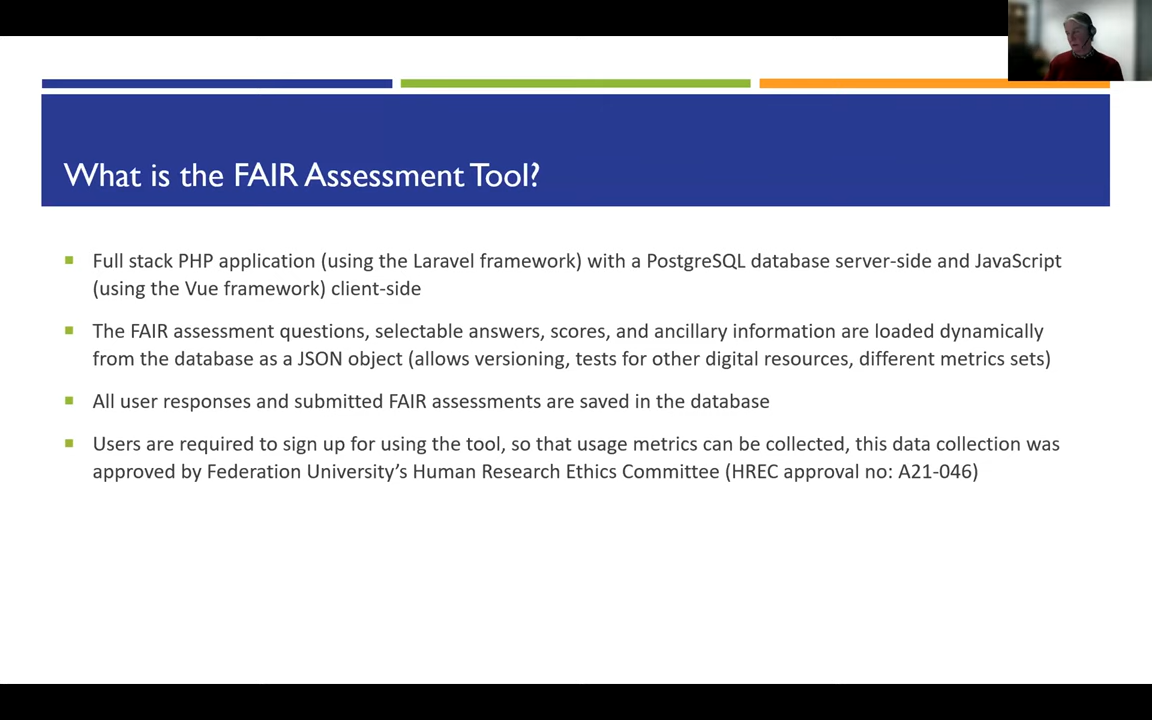 What is the FAIR Assessment Tool?
Full stack PHP application (using the Laravel framework) with a PostgreSQL database server-side and JavaScript
(using the Vue framework) client-side
The FAIR assessment questions, selectable answers, scores, and ancillary information are loaded dynamically
from the database as a JSON object (allows versioning, tests for other digital resources, different metrics sets)
All user responses and submitted FAIR assessments are saved in the database
Users are required to sign up for using the tool, so that usage metrics can be collected, this data collection was
approved by Federation University’s Human Research Ethics Committee (HREC approval no: A21-046)